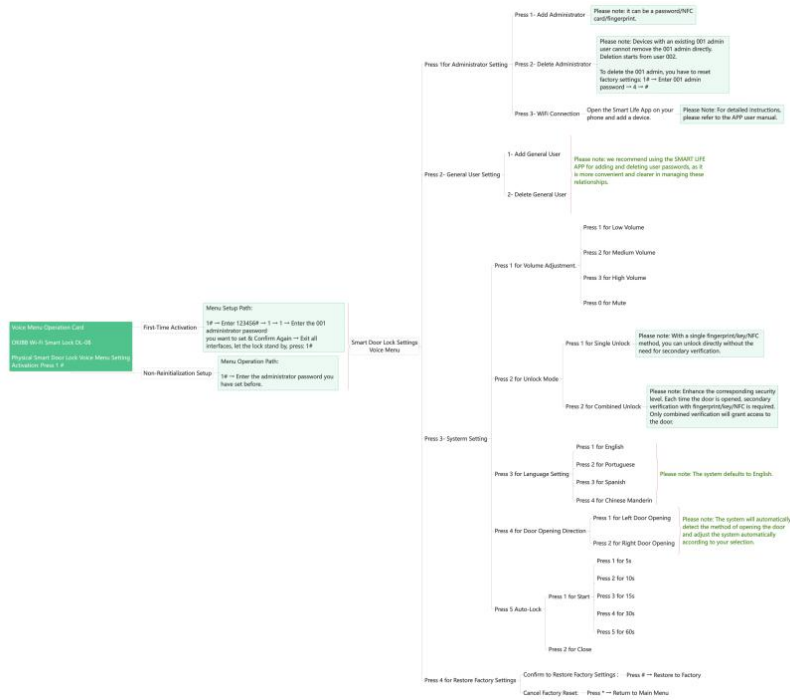 Voice Menu Operation Card
OKIBB Wi-Fi Smart Lock DL-08
Physical Smart Door Lock Voice Menu Setting
Activation: Press 1 #
First-Time Activation
Menu Setup Path:
1# → Enter 123456# → 1 → 1 → Enter the 001
administrator password
you want to set & Confirm Again → Exit all
interfaces, let the lock stand by, press: 1#
Non-Reinitialization Setup
Menu Operation Path:
1# → Enter the administrator password you
have set before.
Smart Door Lock Settings
Voice Menu
Press 1for Administrator Setting
Press 1- Add Administrator
Please note: it can be a password/NFC
card/fingerprint.
Press 2- Delete Administrator
Please note: Devices with an existing 001 admin
user cannot remove the 001 admin directly.
Deletion starts from user 002.
To delete the 001 admin, you have to reset
factory settings: 1# → Enter 001 admin
password → 4 → #
Press 3- Wifi Connection
Open the Smart Life App on your
phone and add a device.
Please Note: For detailed instructions,
please refer to the APP user manual.
Press 2- General User Setting
1- Add General User
2- Delete General User
Please note: we recommend using the SMART LIFE
APP for adding and deleting user passwords, as it
is more convenient and clearer in managing these
relationships.
Press 3- Systerm Setting
Press 1 for Volume Adjustment.
Press 1 for Low Volume
Press 2 for Medium Volume
Press 3 for High Volume
Press 0 for Mute
Press 2 for Unlock Mode
Press 1 for Single Unlock
Please note: With a single fingerprint/key/NFC
method, you can unlock directly without the
need for secondary verification.
Press 2 for Combined Unlock
Please note: Enhance the corresponding security
level. Each time the door is opened, secondary
verification with fingerprint/key/NFC is required.
Only combined verification will grant access to
the door.
Press 3 for Language Setting
Press 1 for English
Press 2 for Portuguese
Press 3 for Spanish
Press 4 for Chinese Manderin
Please note: The system defaults to English.
Press 4 for Door Opening Direction
Press 1 for Left Door Opening
Press 2 for Right Door Opening
Please note: The system will automatically
detect the method of opening the door
and adjust the system automatically
according to your selection.
Press 5 Auto-Lock
Press 1 for Start
Press 1 for 5s
Press 2 for 10s
Press 3 for 15s
Press 4 for 30s
Press 5 for 60s
Press 2 for Close
Press 4 for Restore Factory Settings
Confirm to Restore Factory Settings :
Press # → Restore to Factory
Cancel Factory Reset:
Press * → Return to Main Menu